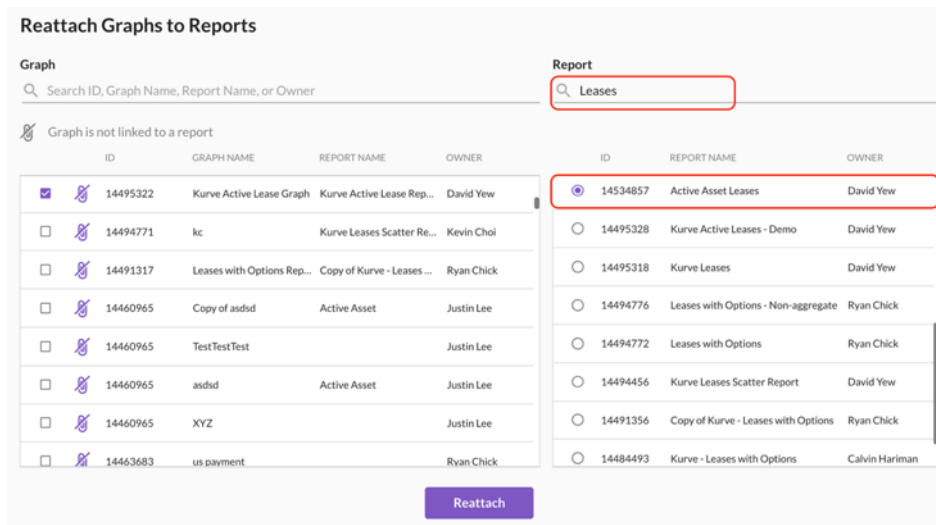 Reattach Graphs to Reports
Graph
Search ID, Graph Name, Report Name, or Owner
Graph is not linked to a report
ID GRAPH NAME REPORT NAME OWNER
14495322 Kurve Active Lease Graph Kurve Active Lease Rep... David Yew
14494771 kc Kurve Leases Scatter Re... Kevin Choi
14491317 Leases with Options Rep... Copy of Kurve - Leases ... Ryan Chick
14460965 Copy of asdsd Active Asset Justin Lee
14460965 TestTestTest Justin Lee
14460965 asdsd Active Asset Justin Lee
14460965 XYZ Justin Lee
14463683 us payment Ryan Chick
Report
Leases
ID REPORT NAME OWNER
14534857 Active Asset Leases David Yew
14495328 Kurve Active Leases - Demo David Yew
14495318 Kurve Leases David Yew
14494776 Leases with Options - Non-aggregate Ryan Chick
14494772 Leases with Options Ryan Chick
14494456 Kurve Leases Scatter Report David Yew
14491356 Copy of Kurve - Leases with Options Ryan Chick
14484493 Kurve - Leases with Options Calvin Hariman
Reattach